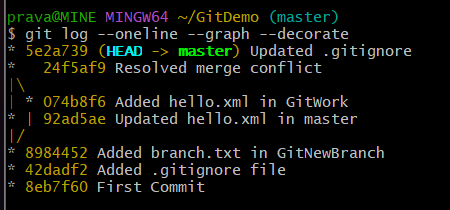 prava@MINE MINGW64 ~/GitDemo (master)
$ git log --oneline --graph --decorate
* 5e2a739 (HEAD -> master) Updated .gitignore
*   24f5af9 Resolved merge conflict
|\
| * 074b8f6 Added hello.xml in GitWork
* | 92ad5ae Updated hello.xml in master
|/
* 8984452 Added branch.txt in GitNewBranch
* 42dadf2 Added .gitignore file
* 8eb7f60 First Commit